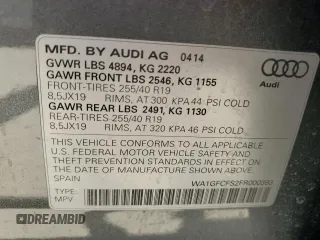 MFD. BY AUDI AG 0414
GVWR LBS 4894, KG 2220
GAWR FRONT LBS 2546, KG 1155
FRONT-TIRES 255/40 R19
8,5JX19 RIMS, AT 300 KPA 44 PSI COLD
GAWR REAR LBS 2491, KG 1130
REAR-TIRES 255/40 R19
8,5JX19 RIMS, AT 320 KPA 46 PSI COLD
THIS VEHICLE CONFORMS TO ALL APPLICABLE
U.S. FEDERAL MOTOR VEHICLE SAFETY
AND THEFT PREVENTION STANDARDS IN EFFECT ON THE
DATE OF MANUFACTURE SHOWN ABOVE.
TYPE:
MPV
Audi
DREAMBID